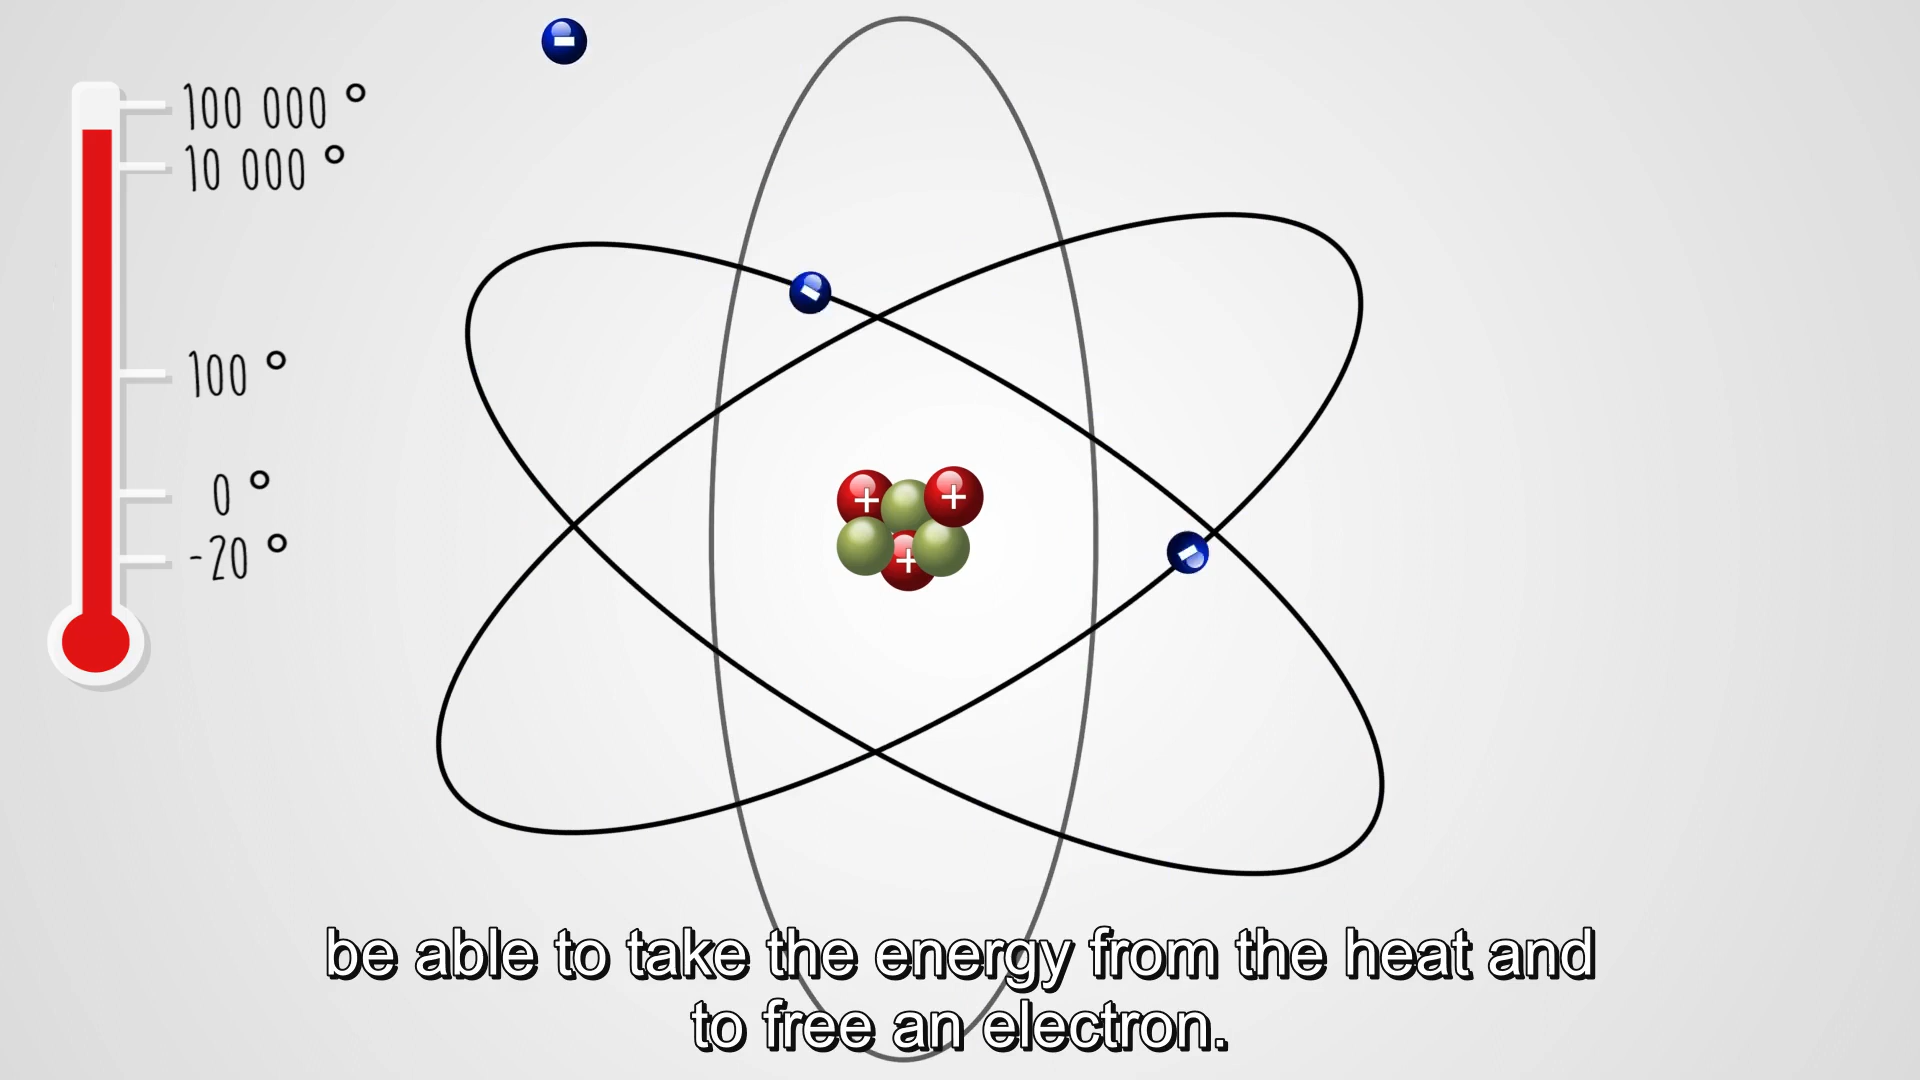 100 000 °
10 000 °
100 °
0 °
-20 °
+ + +
be able to take the energy from the heat and
to free an electron.